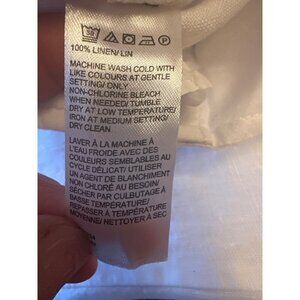 100% LINEN/LIN
MACHINE WASH COLD WITH
LIKE COLOURS AT GENTLE
SETTING/ ONLY
NON-CHLORINE BLEACH
WHEN NEEDED/ TUMBLE
DRY AT LOW TEMPERATURE/
IRON AT MEDIUM SETTING/
DRY CLEAN
LAVER À LA MACHINE À
L'EAU FROIDE AVEC DES
COULEURS SEMBLABLES AU
CYCLE DÉLICAT/ UTILISER
UN AGENT DE BLANCHIMENT
NON CHLORÉ AU BESOIN/
SÉCHER PAR CULBUTAGE À
BASSE TEMPÉRATURE/
REPASSER À TEMPÉRATURE
MOYENNE/ NETTOYER À SEC